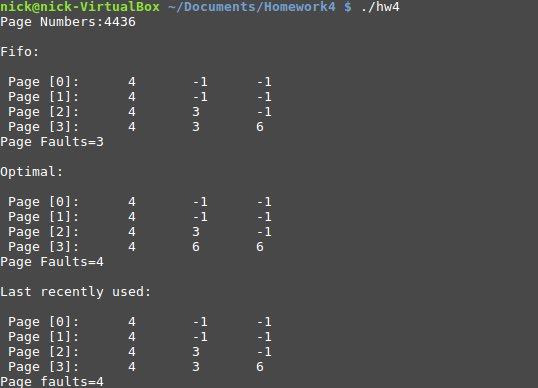 nick@nick-VirtualBox ~/Documents/Homework4 $ ./hw4
Page Numbers:4436
Fifo:
Page [0]: 4 -1 -1
Page [1]: 4 -1 -1
Page [2]: 4 3 -1
Page [3]: 4 3 6
Page Faults=3
Optimal:
Page [0]: 4 -1 -1
Page [1]: 4 -1 -1
Page [2]: 4 3 -1
Page [3]: 4 6 6
Page Faults=4
Last recently used:
Page [0]: 4 -1 -1
Page [1]: 4 -1 -1
Page [2]: 4 3 -1
Page [3]: 4 3 6
Page faults=4